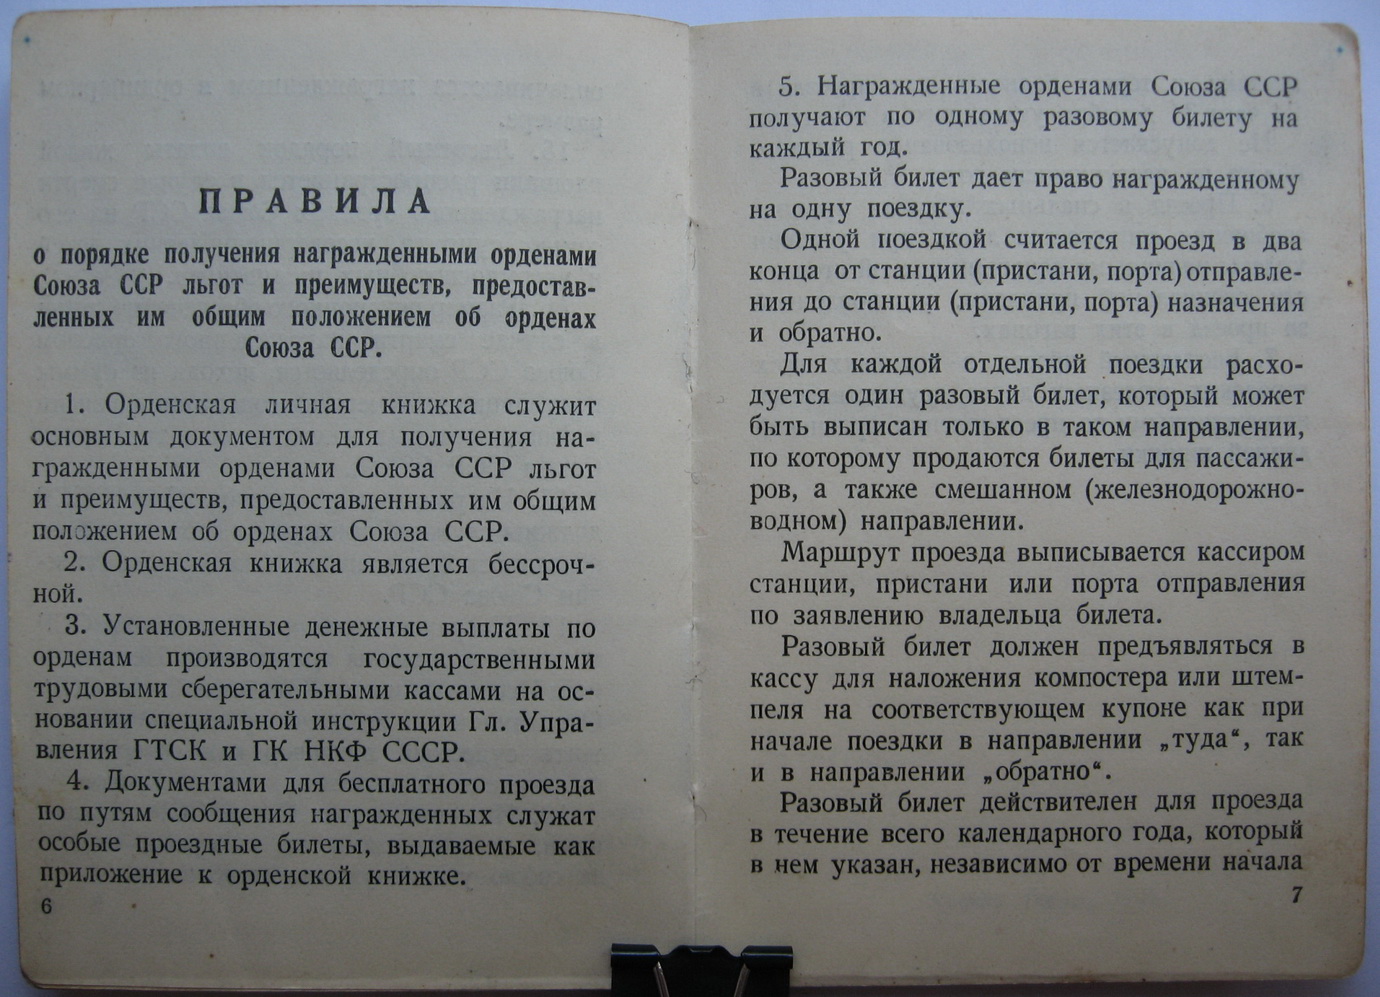 ПРАВИЛА
о порядке получения награжденными орденами
Союза ССР льгот и преимуществ, предостав-
ленных им общим положением об орденах
Союза ССР.
1. Орденская личная книжка служит
основным документом для получения на-
гражденными орденами Союза ССР льгот
и преимуществ, предоставленных им общим
положением об орденах Союза ССР.
2. Орденская книжка является бессроч-
ной.
3. Установленные денежные выплаты по
орденам производятся государственными
трудовыми сберегательными кассами на ос-
новании специальной инструкции Гл. Упра-
вления ГТСК и ГК НКФ СССР.
4. Документами для бесплатного проезда
по путям сообщения награжденных служат
особые проездные билеты, выдаваемые как
приложение к орденской книжке.
6
5. Награжденные орденами Союза ССР
получают по одному разовому билету на
каждый год.
Разовый билет дает право награжденному
на одну поездку.
Одной поездкой считается проезд в два
конца от станции (пристани, порта) отправле-
ния до станции (пристани, порта) назначения
и обратно.
Для каждой отдельной поездки расхо-
дуется один разовый билет, который может
быть выписан только в таком направлении,
по которому продаются билеты для пассажи-
ров, а также смешанном (железнодорожно-
водном) направлении.
Маршрут проезда выписывается кассиром
станции, пристани или порта отправления
по заявлению владельца билета.
Разовый билет должен предъявляться в
кассу для наложения компостера или штем-
пеля на соответствующем купоне как при
начале поездки в направлении „туда“, так
и в направлении „обратно“.
Разовый билет действителен для проезда
в течение всего календарного года, который
в нем указан, независимо от времени начала
7